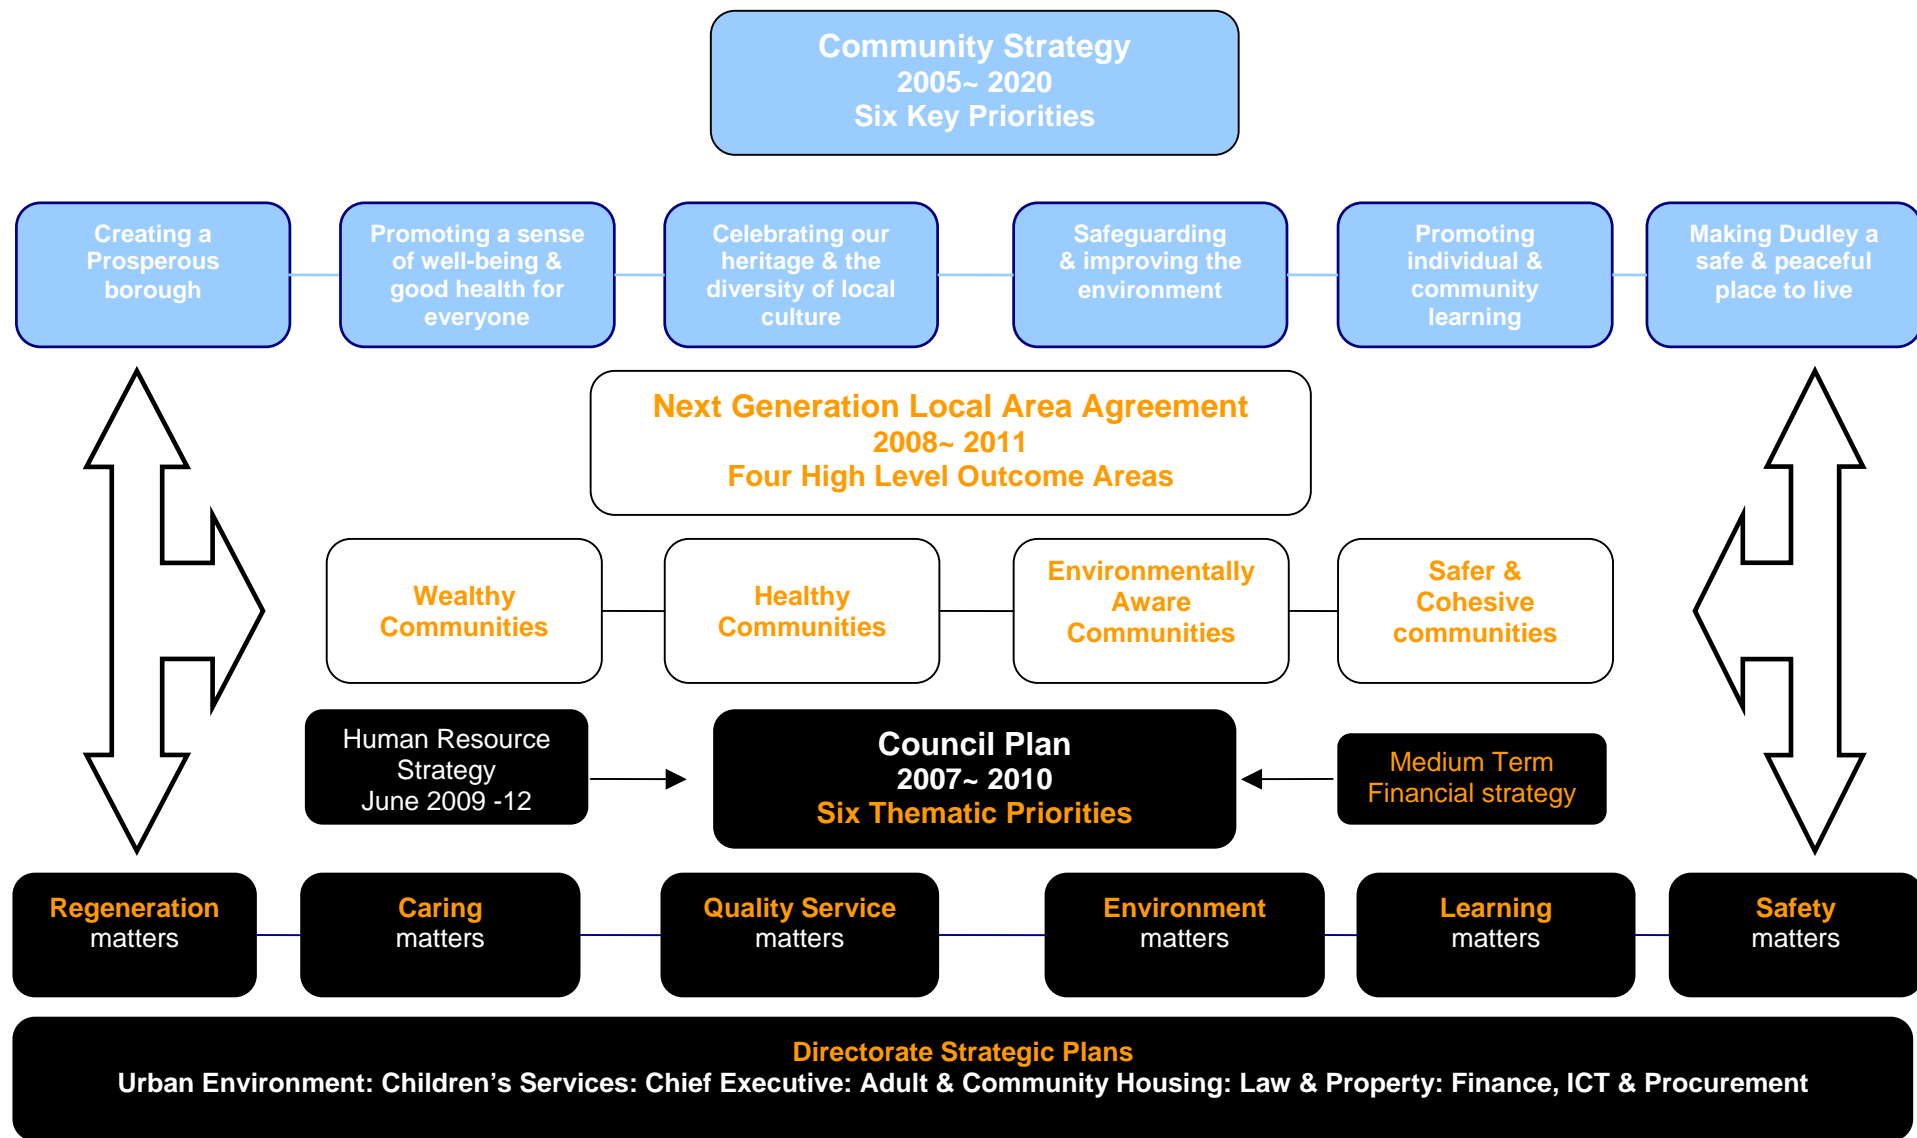 Community Strategy
2005~ 2020
Six Key Priorities
Creating a
Prosperous
borough
Promoting a sense
of well-being &
good health for
everyone
Celebrating our
heritage & the
diversity of local
culture
Safeguarding
& improving the
environment
Promoting
individual &
community
learning
Making Dudley a
safe & peaceful
place to live
Next Generation Local Area Agreement
2008~ 2011
Four High Level Outcome Areas
Wealthy
Communities
Healthy
Communities
Environmentally
Aware
Communities
Safer &
Cohesive
communities
Human Resource
Strategy
June 2009 -12
Council Plan
2007~ 2010
Six Thematic Priorities
Medium Term
Financial strategy
Regeneration
matters
Caring
matters
Quality Service
matters
Environment
matters
Learning
matters
Safety
matters
Directorate Strategic Plans
Urban Environment: Children’s Services: Chief Executive: Adult & Community Housing: Law & Property: Finance, ICT & Procurement